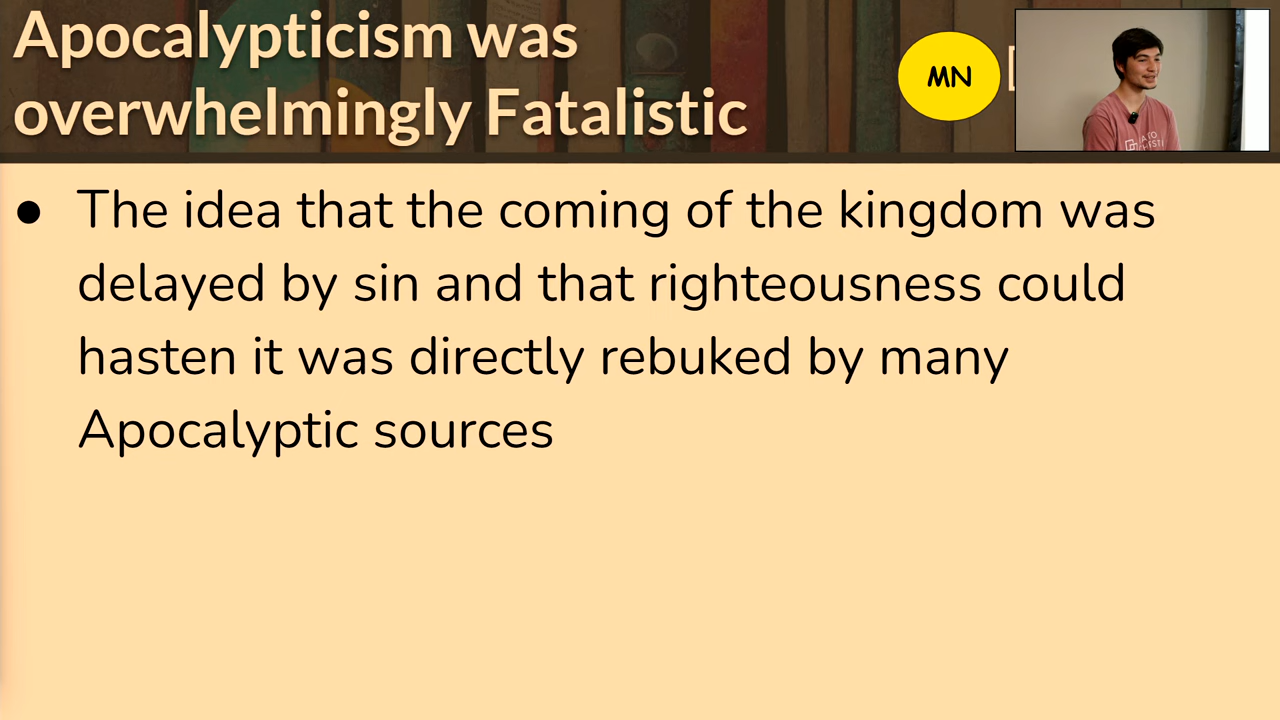 Apocalypticism was
overwhelmingly Fatalistic
MN
● The idea that the coming of the kingdom was
delayed by sin and that righteousness could
hasten it was directly rebuked by many
Apocalyptic sources